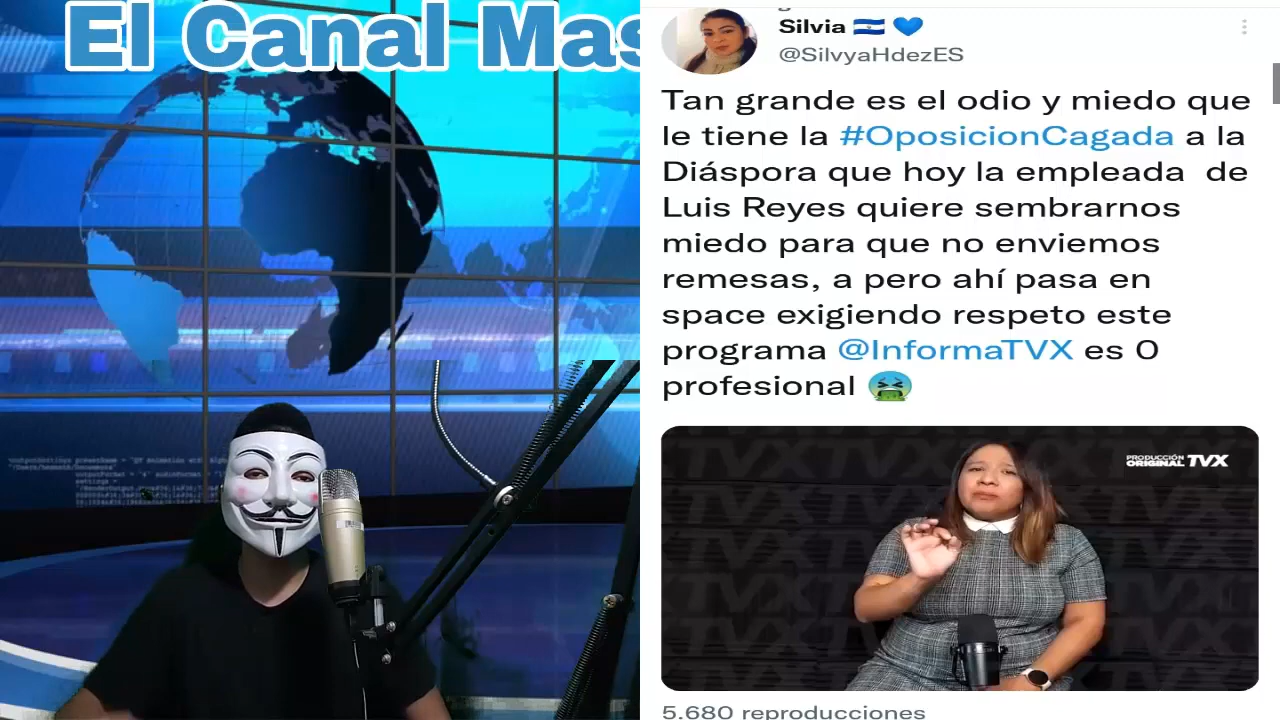 El Canal Mas
Silvia
@SilvyaHdezES
Tan grande es el odio y miedo que
le tiene la #OposicionCagada a la
Diáspora que hoy la empleada de
Luis Reyes quiere sembrarnos
miedo para que no enviemos
remesas, a pero ahí pasa en
space exigiendo respeto este
programa @InformaTVX es 0
profesional
PRODUCCIÓN
ORIGINAL TVX
5.680 reproducciones